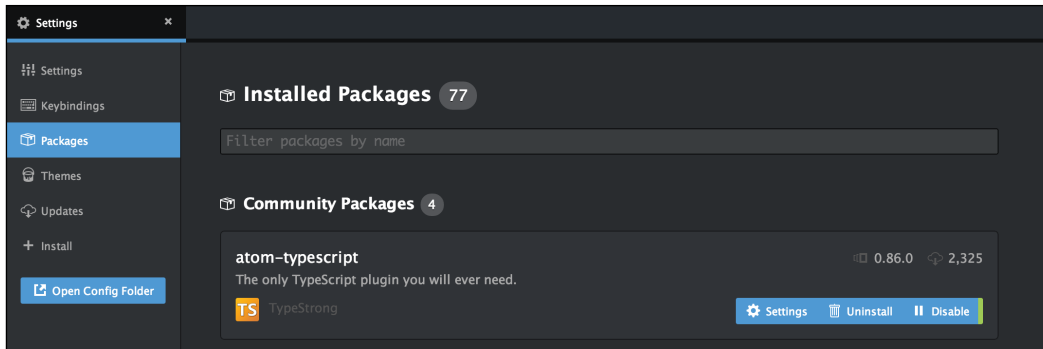 Settings ×
Settings
Keybindings
Packages
Themes
Updates
+ Install
Open Config Folder
Installed Packages 77
Filter packages by name
Community Packages 4
atom-typescript 0.86.0 2,325
The only TypeScript plugin you will ever need.
TS TypeStrong
Settings Uninstall Disable